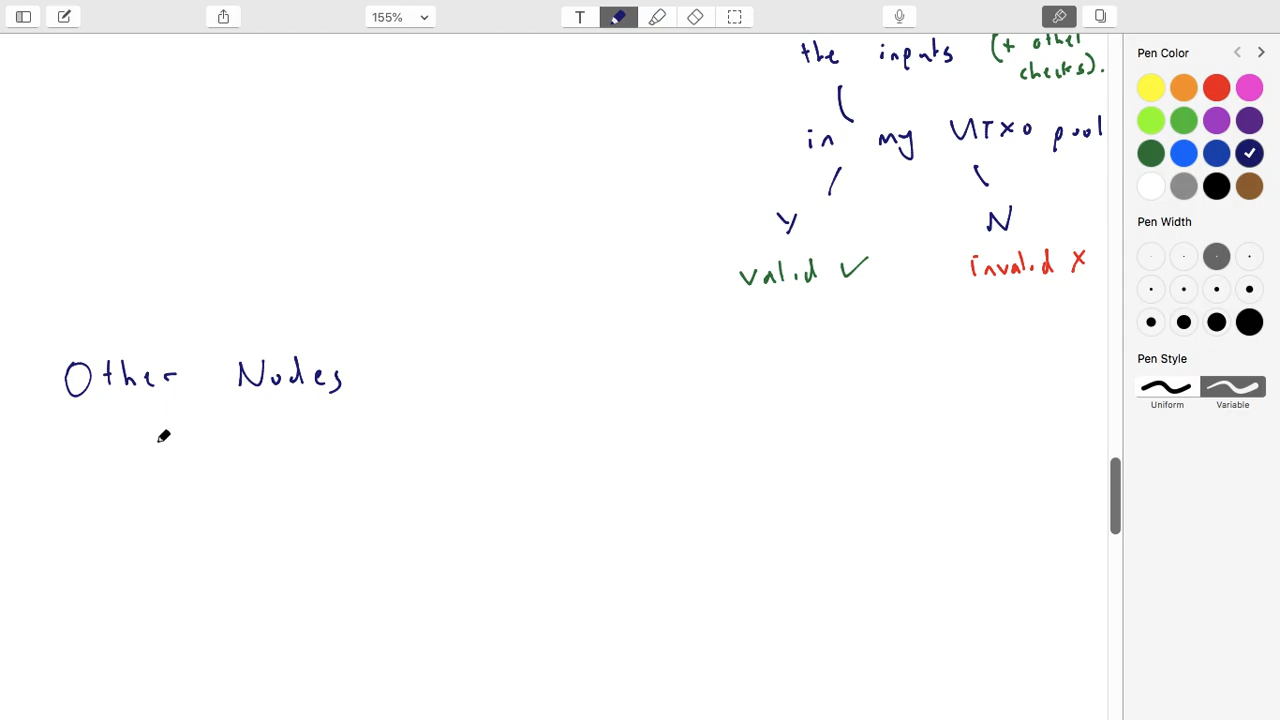 155%
T
the inputs (+ other
checks).
in my UTXO pool
Y N
valid ✓ invalid X
Other Nodes
Pen Color
Pen Width
Pen Style
Uniform Variable